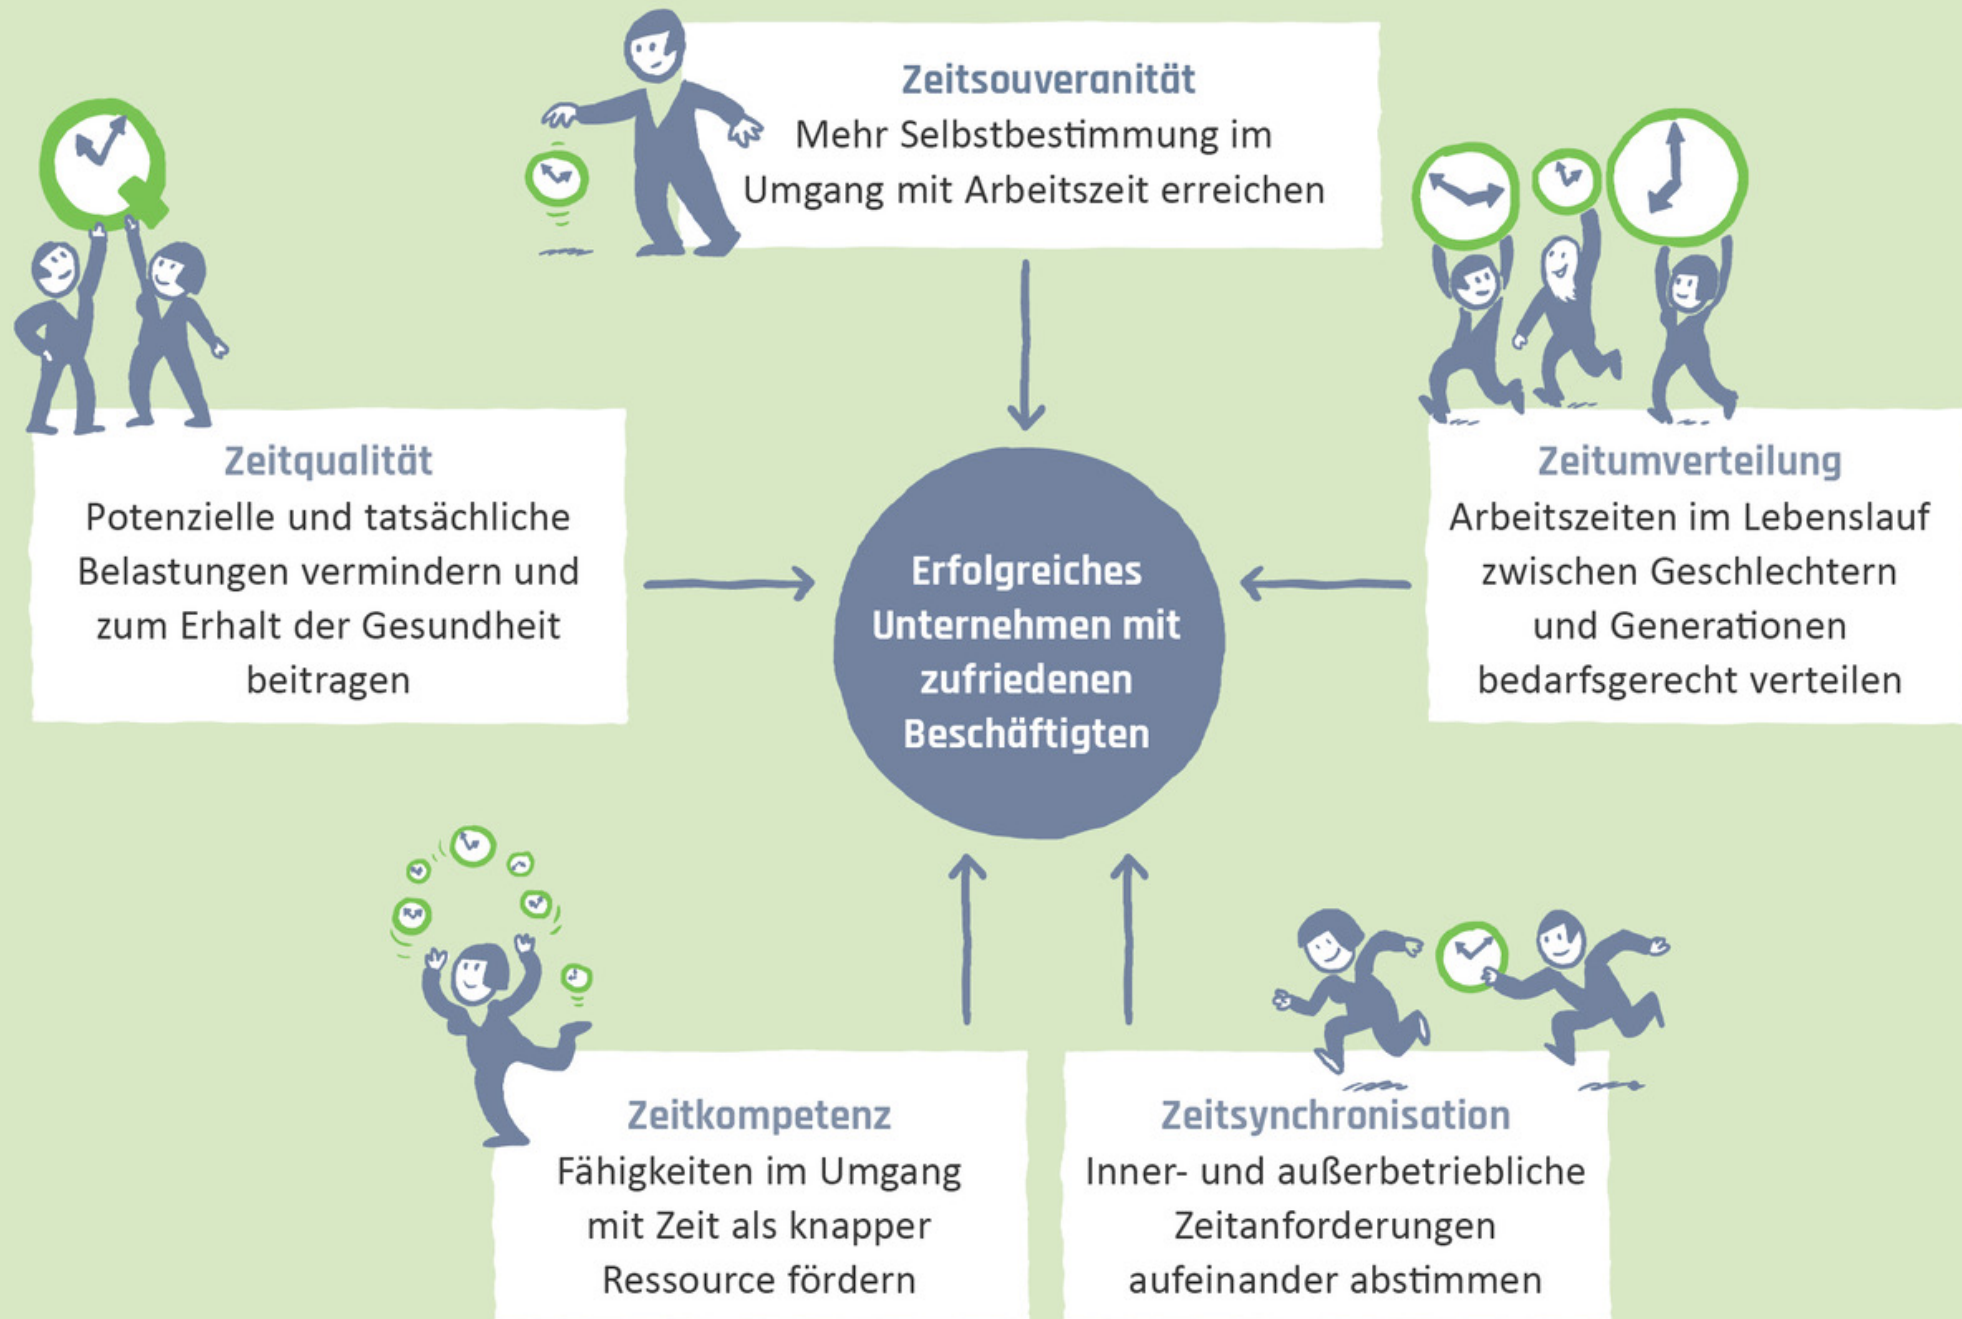 Zeitsouveranität
Mehr Selbstbestimmung im
Umgang mit Arbeitszeit erreichen
Zeitqualität
Potenzielle und tatsächliche
Belastungen vermindern und
zum Erhalt der Gesundheit
beitragen
Erfolgreiches
Unternehmen mit
zufriedenen
Beschäftigten
Zeitumverteilung
Arbeitszeiten im Lebenslauf
zwischen Geschlechtern
und Generationen
bedarfsgerecht verteilen
Zeitkompetenz
Fähigkeiten im Umgang
mit Zeit als knapper
Ressource fördern
Zeitsynchronisation
Inner- und außerbetriebliche
Zeitanforderungen
aufeinander abstimmen